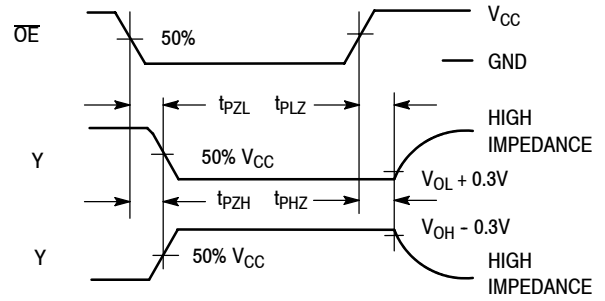 OE
50%
VCC
GND
tPZL
tPLZ
HIGH
IMPEDANCE
Y
50% VCC
VOL + 0.3V
tPZH
tPHZ
VOH - 0.3V
Y
50% VCC
HIGH
IMPEDANCE